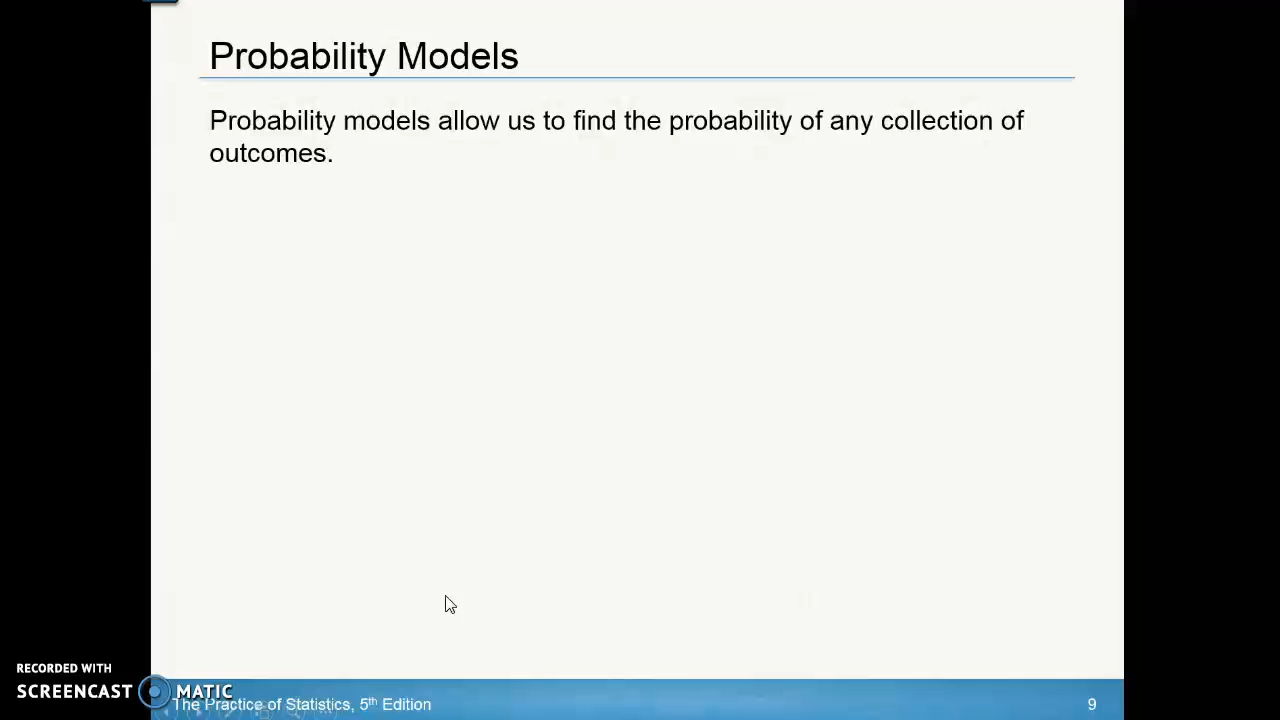 Probability Models
Probability models allow us to find the probability of any collection of
outcomes.
RECORDED WITH
SCREENCAST MATIC
The Practice of Statistics, 5th Edition
9